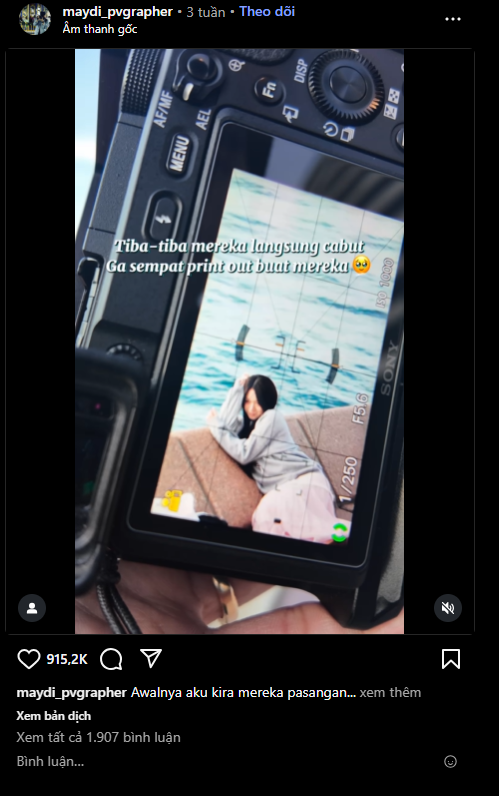 maydi_pvgrapher • 3 tuần • Theo dõi
Âm thanh gốc
DISP
Fn
AF/MF
AEL
MENU
Tiba-tiba mereka langsung cabut
Ga sempat print out buat mereka 🥹
ISO 1600
SONY
F5.6
1/250
915,2K
maydi_pvgrapher Awalnya aku kira mereka pasangan... xem thêm
Xem bản dịch
Xem tất cả 1.907 bình luận
Bình luận...